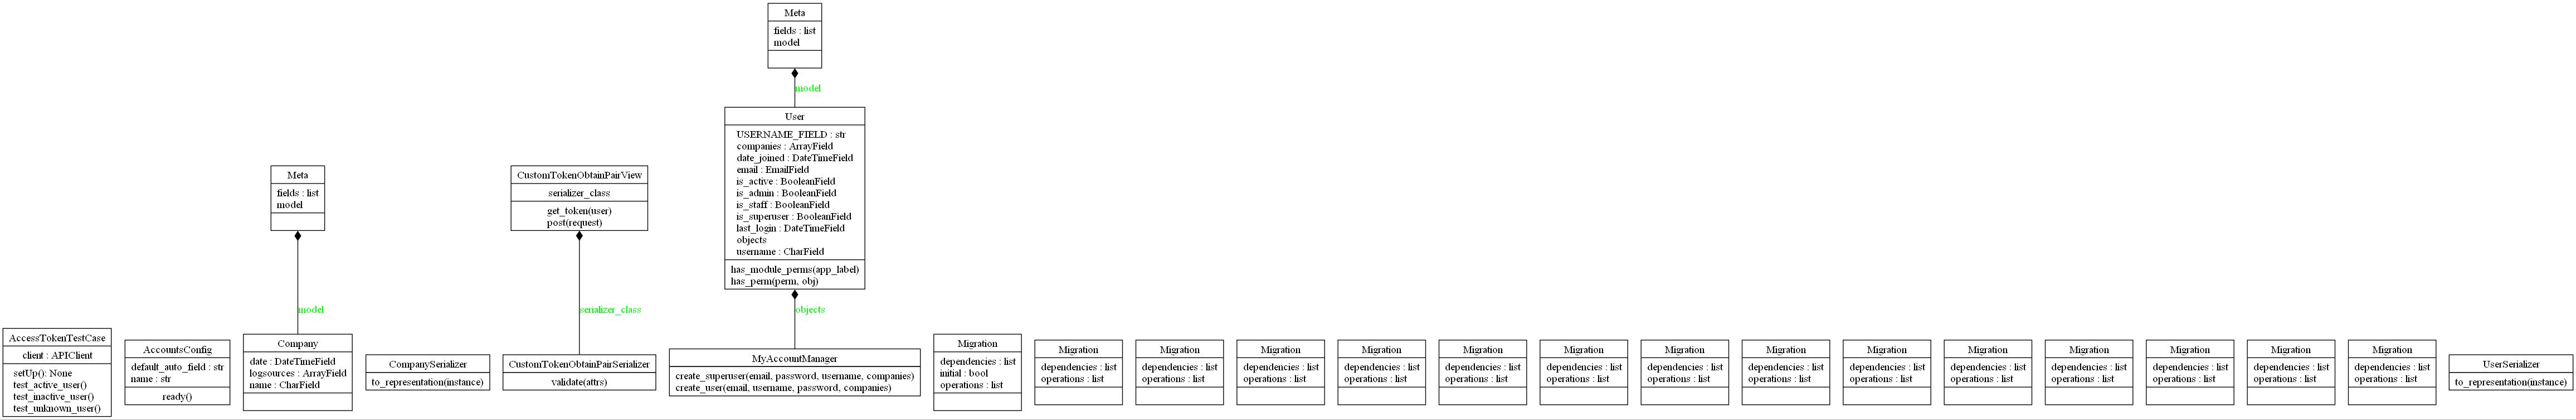 Meta
fields : list
model
model
User
USERNAME_FIELD : str
companies : ArrayField
date_joined : DateTimeField
email : EmailField
is_active : BooleanField
is_admin : BooleanField
is_staff : BooleanField
is_superuser : BooleanField
last_login : DateTimeField
objects
username : CharField
has_module_perms(app_label)
has_perm(perm, obj)
Meta
fields : list
model
CustomTokenObtainPairView
serializer_class
get_token(user)
post(request)
model
serializer_class
objects
AccessTokenTestCase
client : APIClient
setUp(): None
test_active_user()
test_inactive_user()
test_unknown_user()
AccountsConfig
default_auto_field : str
name : str
ready()
Company
date : DateTimeField
logsources : ArrayField
name : CharField
CompanySerializer
to_representation(instance)
CustomTokenObtainPairSerializer
validate(attrs)
MyAccountManager
create_superuser(email, password, username, companies)
create_user(email, username, password, companies)
Migration
dependencies : list
initial : bool
operations : list
Migration
dependencies : list
operations : list
Migration
dependencies : list
operations : list
Migration
dependencies : list
operations : list
Migration
dependencies : list
operations : list
Migration
dependencies : list
operations : list
Migration
dependencies : list
operations : list
Migration
dependencies : list
operations : list
Migration
dependencies : list
operations : list
Migration
dependencies : list
operations : list
Migration
dependencies : list
operations : list
Migration
dependencies : list
operations : list
Migration
dependencies : list
operations : list
Migration
dependencies : list
operations : list
Migration
dependencies : list
operations : list
UserSerializer
to_representation(instance)